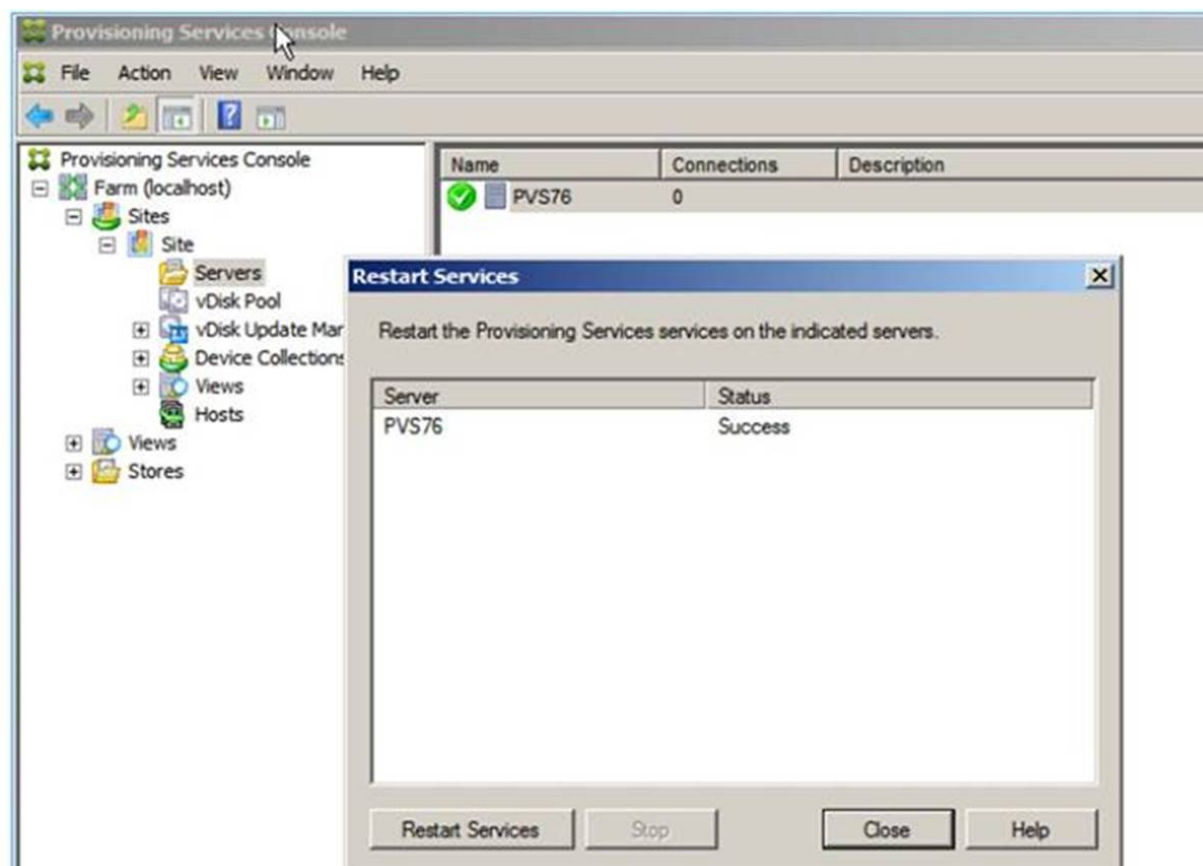 Provisioning Services Console
File Action View Window Help
Provisioning Services Console
Farm (localhost)
Sites
Site
Servers
vDisk Pool
vDisk Update Mar
Device Collections
Views
Hosts
Views
Stores
Name Connections Description
PVS76 0
Restart Services
Restart the Provisioning Services services on the indicated servers.
Server Status
PVS76 Success
Restart Services Stop Close Help